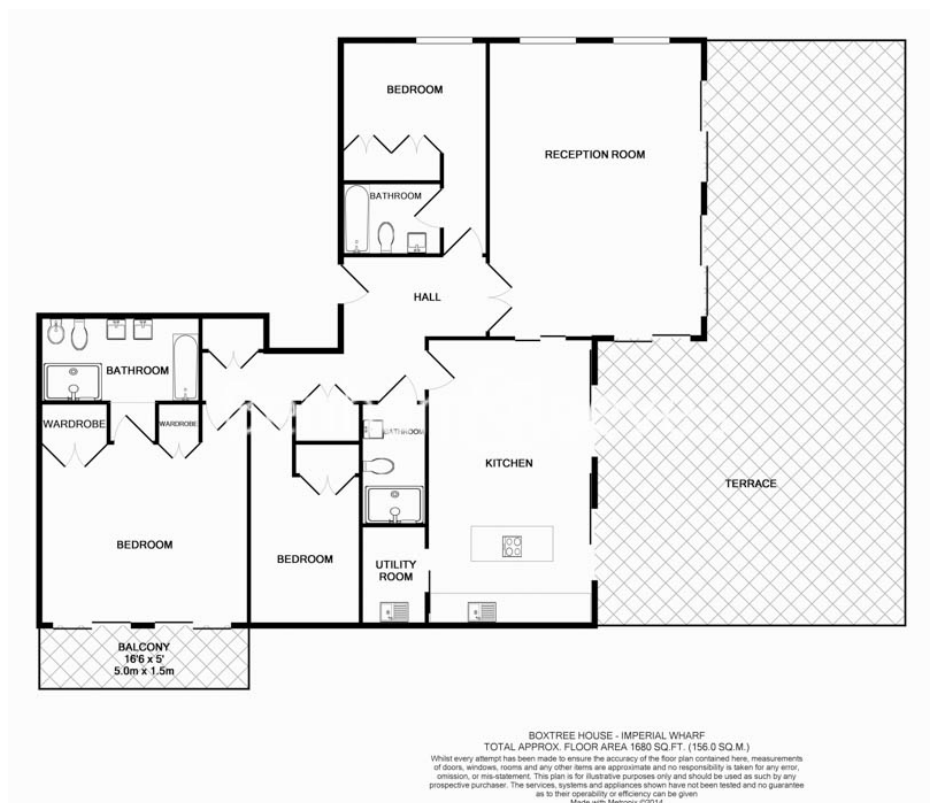 BEDROOM
RECEPTION ROOM
BATHROOM
HALL
BATHROOM
WARDROBE
WARDROBE
BATHROOM
KITCHEN
TERRACE
BEDROOM
BEDROOM
UTILITY
ROOM
BALCONY
16'6 x 5'
5.0m x 1.5m
BOXTREE HOUSE - IMPERIAL WHARF
TOTAL APPROX. FLOOR AREA 1680 SQ.FT. (156.0 SQ.M.)
Whilst every attempt has been made to ensure the accuracy of the floor plan contained here, measurements
of doors, windows, rooms and any other items are approximate and no responsibility is taken for any error,
omission, or mis-statement. This plan is for illustrative purposes only and should be used as such by any
prospective purchaser. The services, systems and appliances shown have not been tested and no guarantee
as to their operability or efficiency can be given
Made with Metropix ©2014